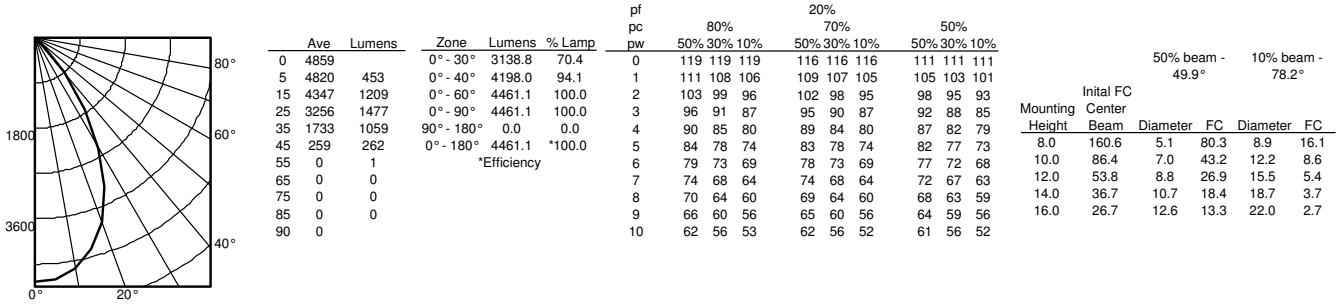 1800
3600
0°
20°
40°
60°
80°
Ave Lumens
0 4859
5 4820 453
15 4347 1209
25 3256 1477
35 1733 1059
45 259 262
55 0 1
65 0 0
75 0 0
85 0 0
90 0
Zone Lumens % Lamp
0° - 30° 3138.8 70.4
0° - 40° 4198.0 94.1
0° - 60° 4461.1 100.0
0° - 90° 4461.1 100.0
90° - 180° 0.0 0.0
0° - 180° 4461.1 *100.0
*Efficiency
pf 20%
pc 80% 70% 50%
pw 50% 30% 10% 50% 30% 10% 50% 30% 10%
0 119 119 119 116 116 116 111 111 111
1 111 108 106 109 107 105 105 103 101
2 103 99 96 102 98 95 98 95 93
3 96 91 87 95 90 87 92 88 85
4 90 85 80 89 84 80 87 82 79
5 84 78 74 83 78 74 82 77 73
6 79 73 69 78 73 69 77 72 68
7 74 68 64 74 68 64 72 67 63
8 70 64 60 69 64 60 68 63 59
9 66 60 56 65 60 56 64 59 56
10 62 56 53 62 56 52 61 56 52
50% beam - 10% beam -
49.9° 78.2°
Inital FC
Mounting Center
Height Beam Diameter FC Diameter FC
8.0 160.6 5.1 80.3 8.9 16.1
10.0 86.4 7.0 43.2 12.2 8.6
12.0 53.8 8.8 26.9 15.5 5.4
14.0 36.7 10.7 18.4 18.7 3.7
16.0 26.7 12.6 13.3 22.0 2.7